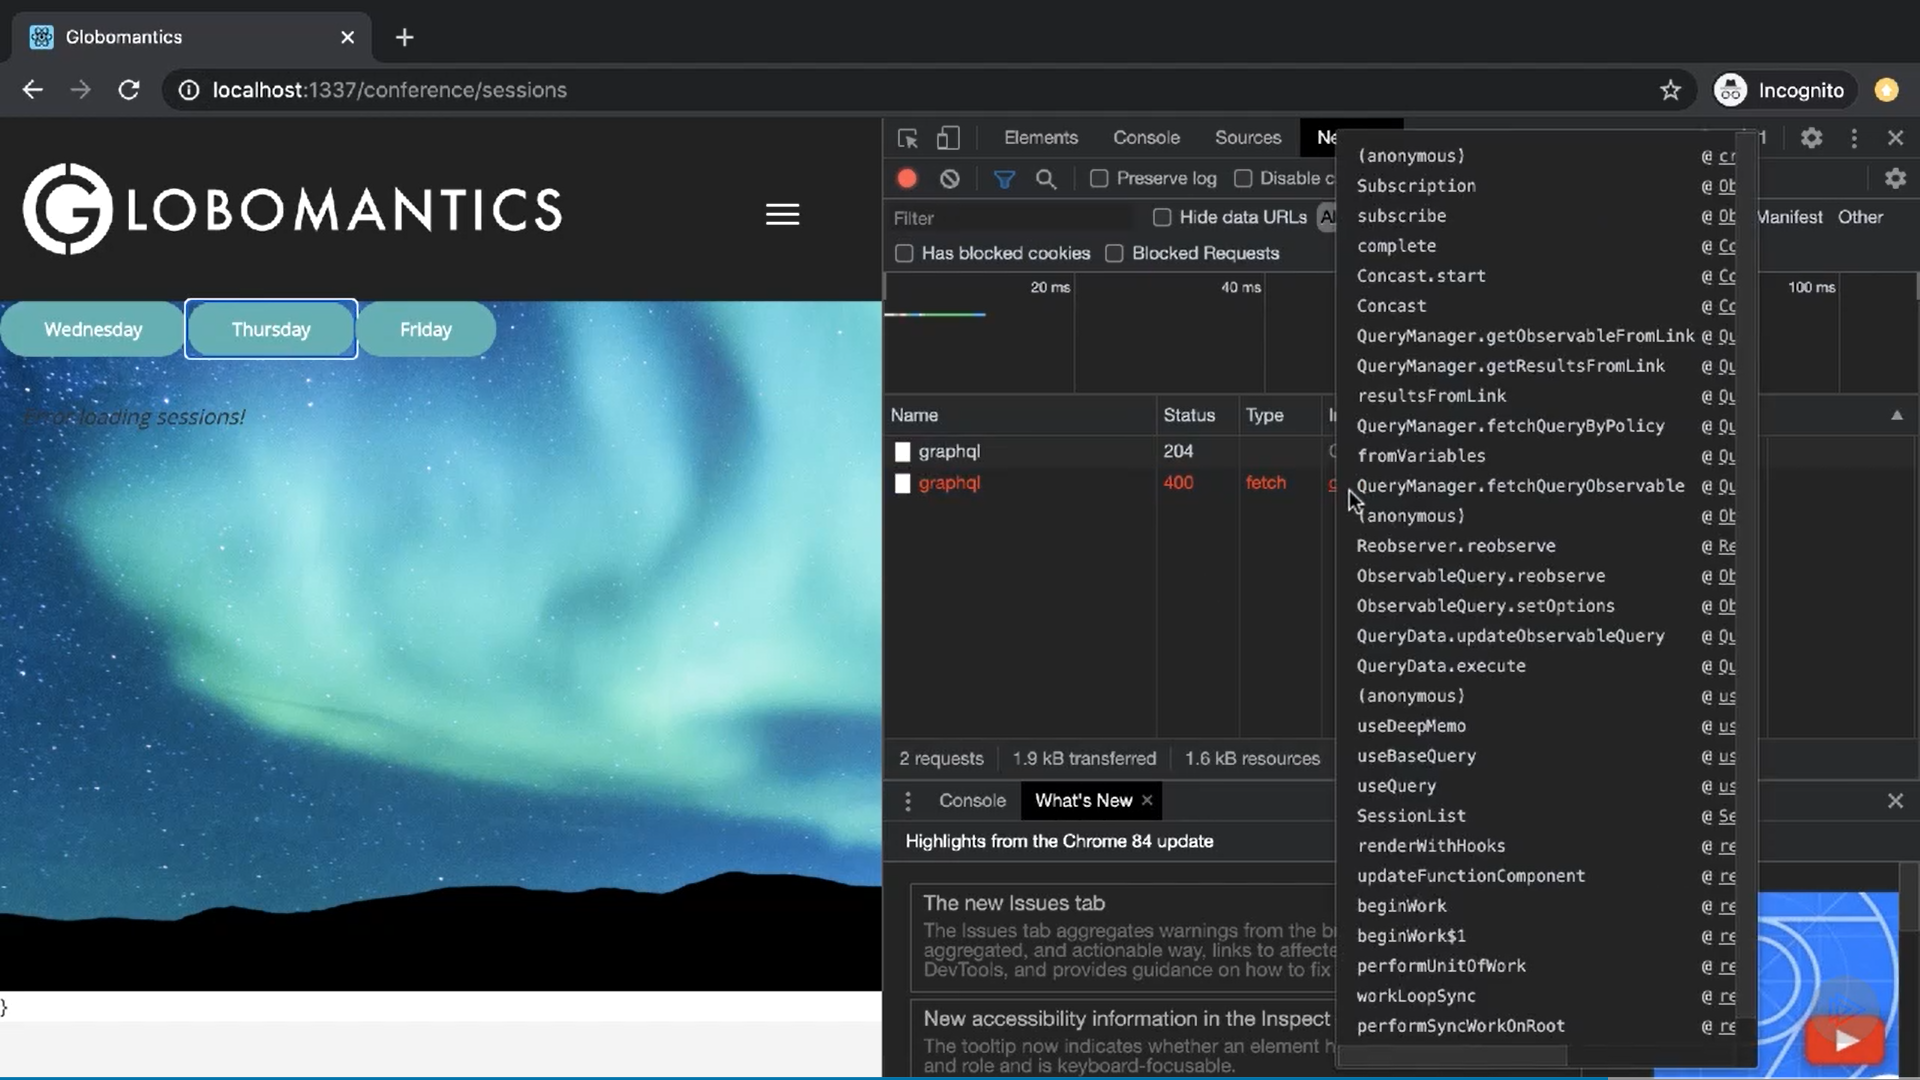 Globomantics
localhost:1337/conference/sessions
Incognito
GLOBOMANTICS
Wednesday
Thursday
Friday
Error loading sessions!
}
Elements
Console
Sources
Preserve log
Filter
Hide data URLs
Manifest
Other
Has blocked cookies
Blocked Requests
20 ms
40 ms
100 ms
Name
Status
Type
graphql
204
graphql
400
fetch
2 requests
1.9 kB transferred
1.6 kB resources
Console
What's New
Highlights from the Chrome 84 update
The new Issues tab
The Issues tab aggregates warnings from the
aggregated, and actionable way, links to
DevTools, and provides guidance on how to fix
New accessibility information in the Inspect
The tooltip now indicates whether an element
and role and is keyboard-focusable.
(anonymous) @
Subscription @
subscribe @
complete @
Concast.start @
Concast @
QueryManager.getObservableFromLink @
QueryManager.getResultsFromLink @
resultsFromLink @
QueryManager.fetchQueryByPolicy @
fromVariables @
QueryManager.fetchQueryObservable @
(anonymous) @
Reobserver.reobserve @
ObservableQuery.reobserve @
ObservableQuery.setOptions @
QueryData.updateObservableQuery @
QueryData.execute @
(anonymous) @
useDeepMemo @
useBaseQuery @
useQuery @
SessionList @
renderWithHooks @
updateFunctionComponent @
beginWork @
beginWork$1 @
performUnitOfWork @
workLoopSync @
performSyncWorkOnRoot @